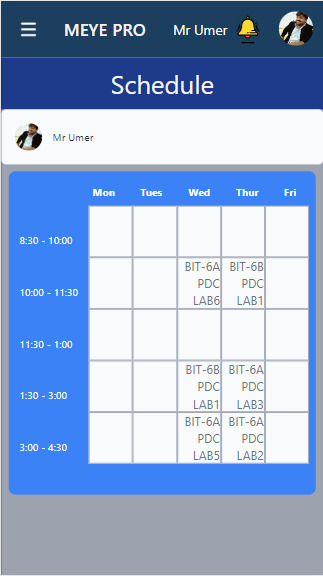 MEYE PRO Mr Umer
Schedule
Mr Umer
Mon Tues Wed Thur Fri
8:30 - 10:00
10:00 - 11:30 BIT-6A PDC LAB6 BIT-6B PDC LAB1
11:30 - 1:00
1:30 - 3:00 BIT-6B PDC LAB1 BIT-6A PDC LAB3
3:00 - 4:30 BIT-6A PDC LAB5 BIT-6A PDC LAB2